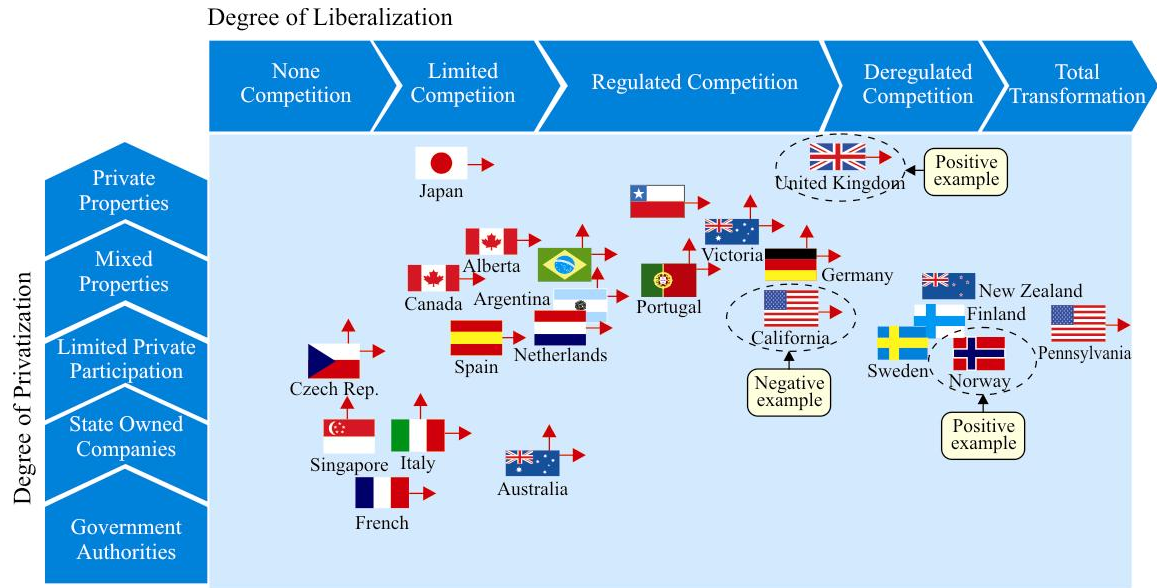 Degree of Liberalization
None
Competition
Limited
Competion
Regulated Competition
Deregulated
Competition
Total
Transformation
Degree of Privatization
Private
Properties
Mixed
Properties
Limited Private
Participation
State Owned
Companies
Government
Authorities
Japan
United Kingdom
Positive
example
Alberta
Victoria
Canada
Argentina
Portugal
Germany
New Zealand
Finland
California
Spain
Netherlands
Sweden
Norway
Pennsylvania
Czech Rep.
Negative
example
Positive
example
Singapore
Italy
Australia
French